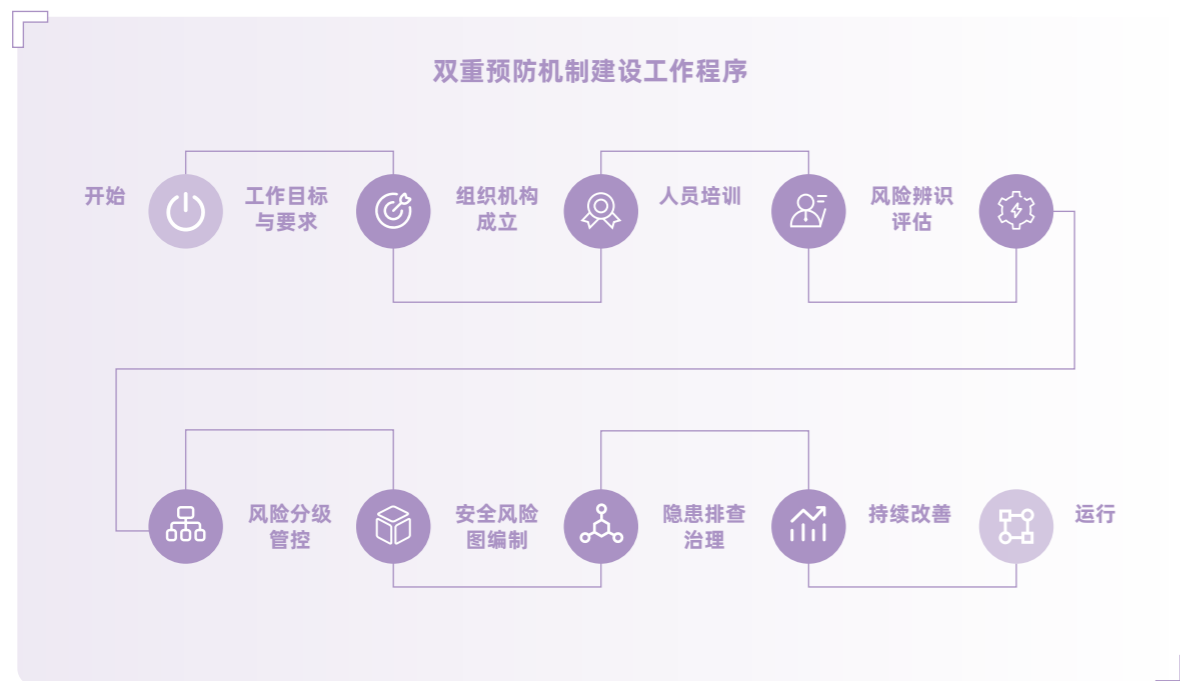 双重预防机制建设工作程序
开始
工作目标
与要求
组织机构
成立
人员培训
风险辨识
评估
风险分级
管控
安全风险
图编制
隐患排查
治理
持续改善
运行